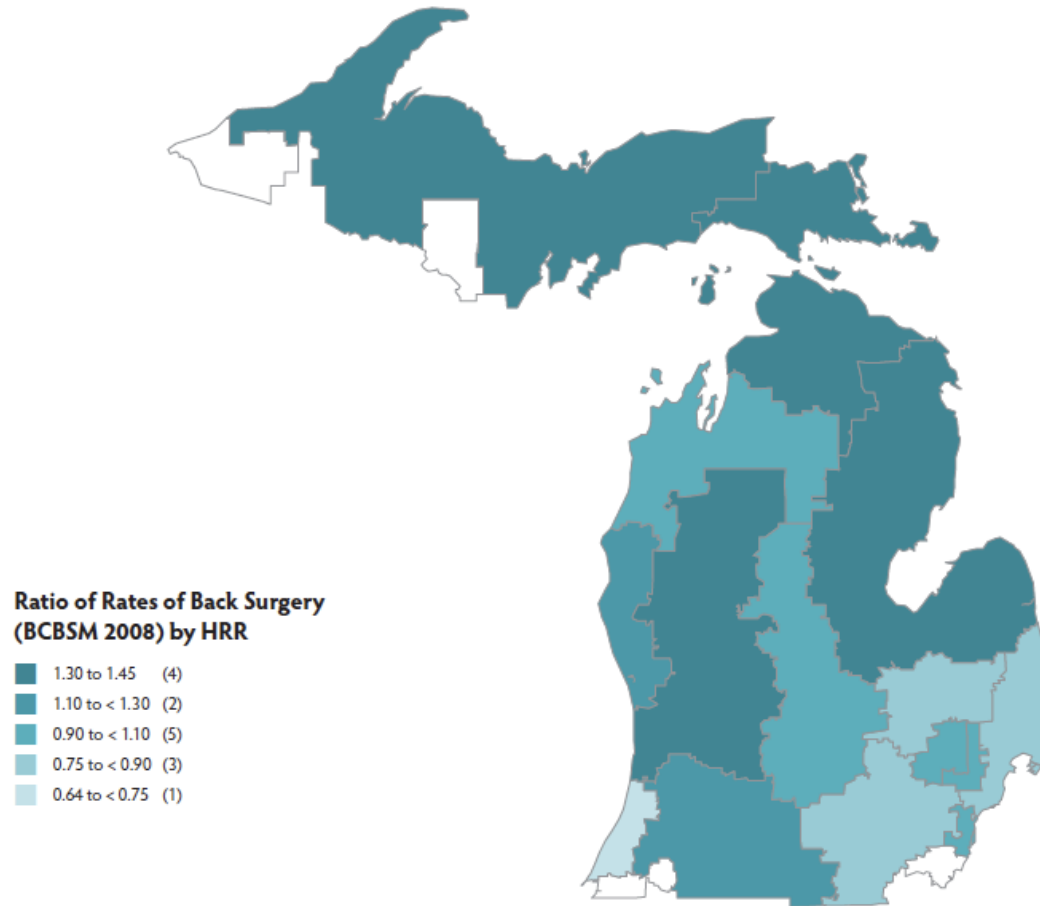 Ratio of Rates of Back Surgery
(BCBSM 2008) by HRR
1.30 to 1.45 (4)
1.10 to < 1.30 (2)
0.90 to < 1.10 (5)
0.75 to < 0.90 (3)
0.64 to < 0.75 (1)